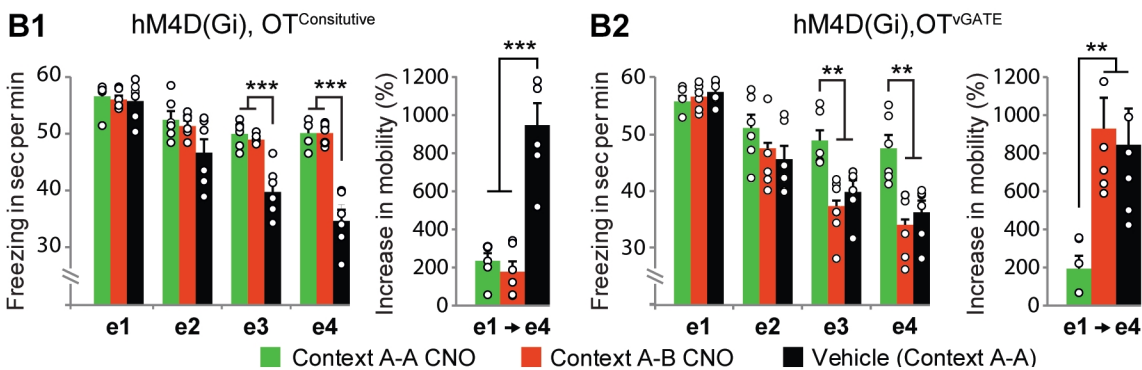 B1
hM4D(Gi), OTConsitutive
Freezing in sec per min
60
50
40
30
***
***
e1 e2 e3 e4
Increase in mobility (%)
1200
1000
800
600
400
200
0
***
e1 → e4
B2
hM4D(Gi),OTvGATE
Freezing in sec per min
60
50
40
30
**
**
e1 e2 e3 e4
Increase in mobility (%)
1200
1000
800
600
400
200
0
**
e1 → e4
Context A-A CNO Context A-B CNO Vehicle (Context A-A)